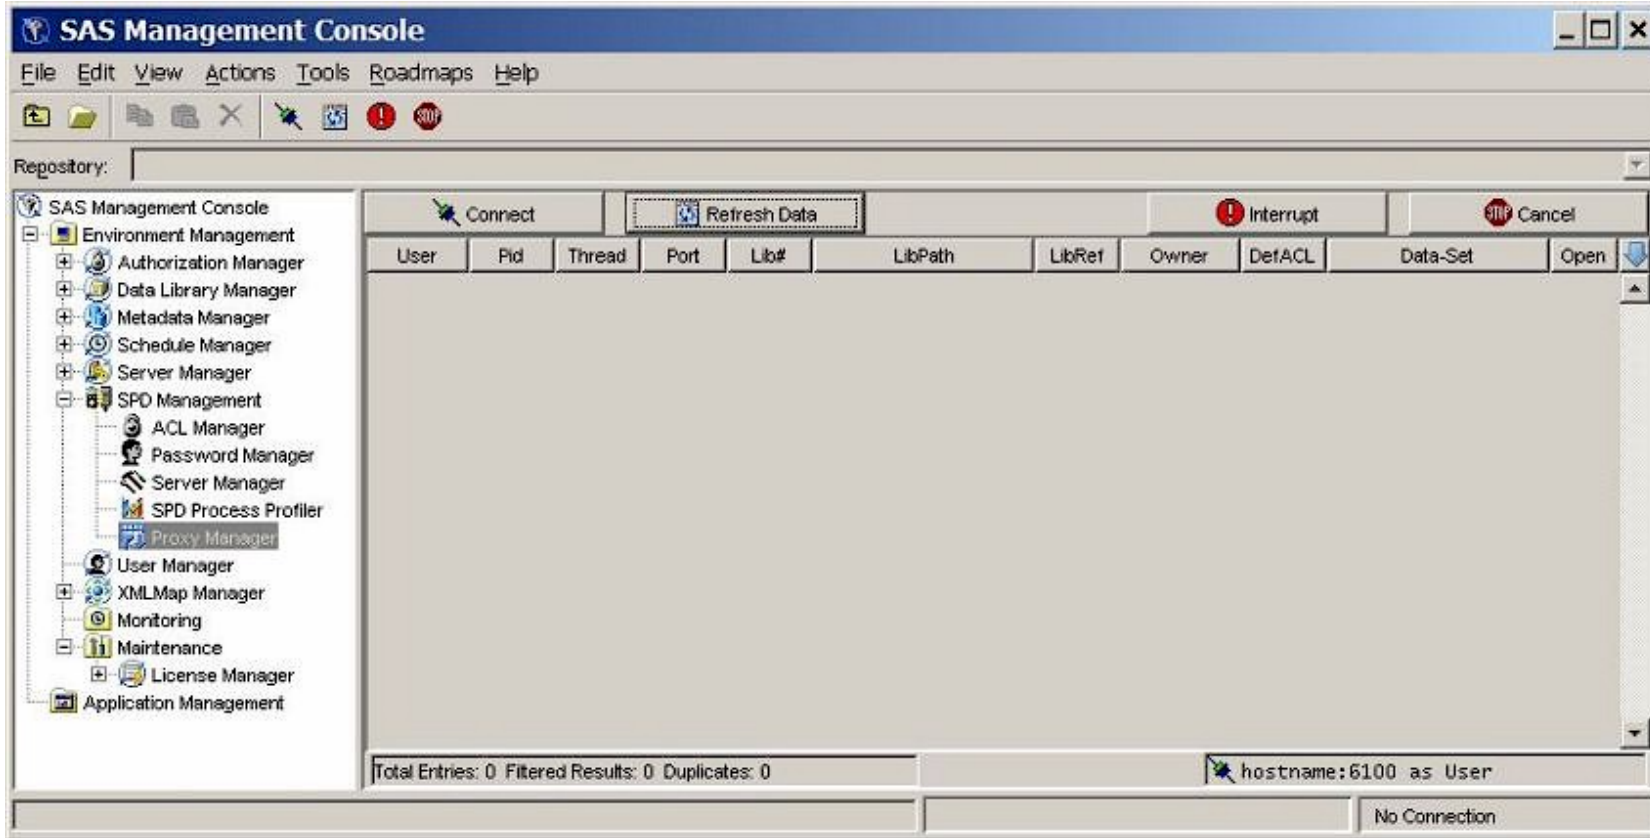 SAS Management Console
File Edit View Actions Tools Roadmaps Help
STOP
Repository:
SAS Management Console
Environment Management
Authorization Manager
Data Library Manager
Metadata Manager
Schedule Manager
Server Manager
SPD Management
ACL Manager
Password Manager
Server Manager
SPD Process Profiler
Proxy Manager
User Manager
XMLMap Manager
Monitoring
Maintenance
License Manager
Application Management
Connect Refresh Data Interrupt STOP Cancel
User Pid Thread Port Lib# LibPath LibRef Owner DefACL Data-Set Open
Total Entries: 0 Filtered Results: 0 Duplicates: 0 hostname:6100 as User
No Connection